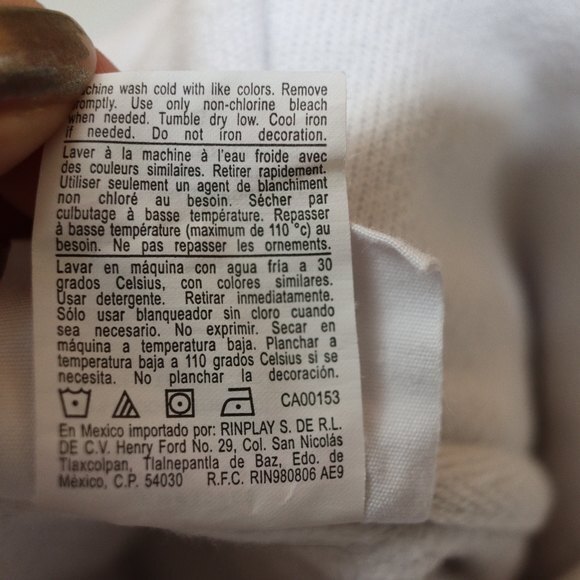 wash cold with like colors. Remove
promptly. Use only non-chlorine bleach
when needed. Tumble dry low. Cool iron
if needed. Do not iron decoration.
Laver à la machine à l'eau froide avec
des couleurs similaires. Retirer rapidement.
Utiliser seulement un agent de blanchiment
non chloré au besoin. Sécher par
culbutage à basse température. Repasser
à basse température (maximum de 110 °c) au
besoin. Ne pas repasser les ornements.
Lavar en máquina con agua fría a 30
grados Celsius, con colores similares.
Usar detergente. Retirar inmediatamente.
Sólo usar blanqueador sin cloro cuando
sea necesario. No exprimir. Secar en
máquina a temperatura baja. Planchar a
temperatura baja a 110 grados Celsius si se
necesita. No planchar la decoración.
CA00153
En Mexico importado por: RINPLAY S. DE R.L.
DE C.V. Henry Ford No. 29, Col. San Nicolás
Tlaxcolpan, Tlalnepantla de Baz, Edo. de
México, C.P. 54030 R.F.C. RIN980806 AE9